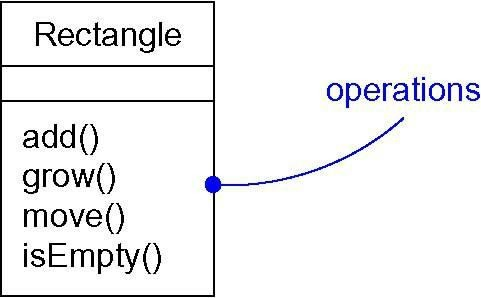 Rectangle
operations
add()
grow()
move()
isEmpty()